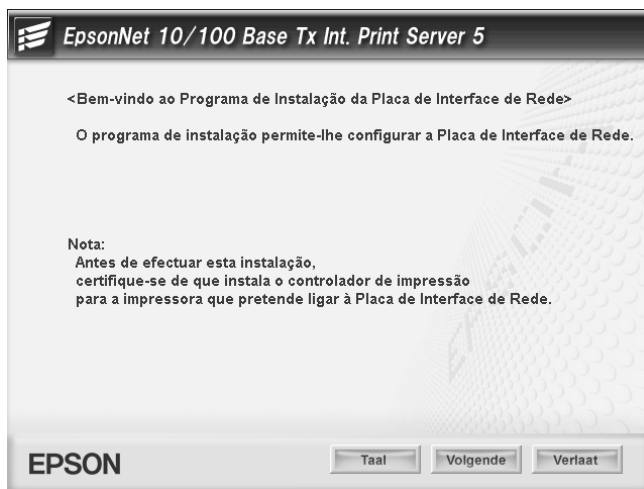 EpsonNet 10/100 Base Tx Int. Print Server 5
<Bem-vindo ao Programa de Instalação da Placa de Interface de Rede>
O programa de instalação permite-lhe configurar a Placa de Interface de Rede.
Nota:
Antes de efectuar esta instalação,
certifique-se de que instala o controlador de impressão
para a impressora que pretende ligar à Placa de Interface de Rede.
EPSON
EPSON
Taal
Volgende
Verlaat